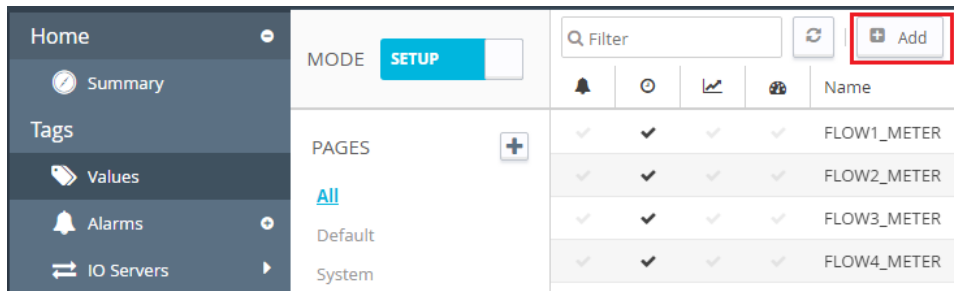 Home
Summary
Tags
Values
Alarms
IO Servers
MODE SETUP
PAGES
All
Default
System
Filter
Add
Name
FLOW1_METER
FLOW2_METER
FLOW3_METER
FLOW4_METER